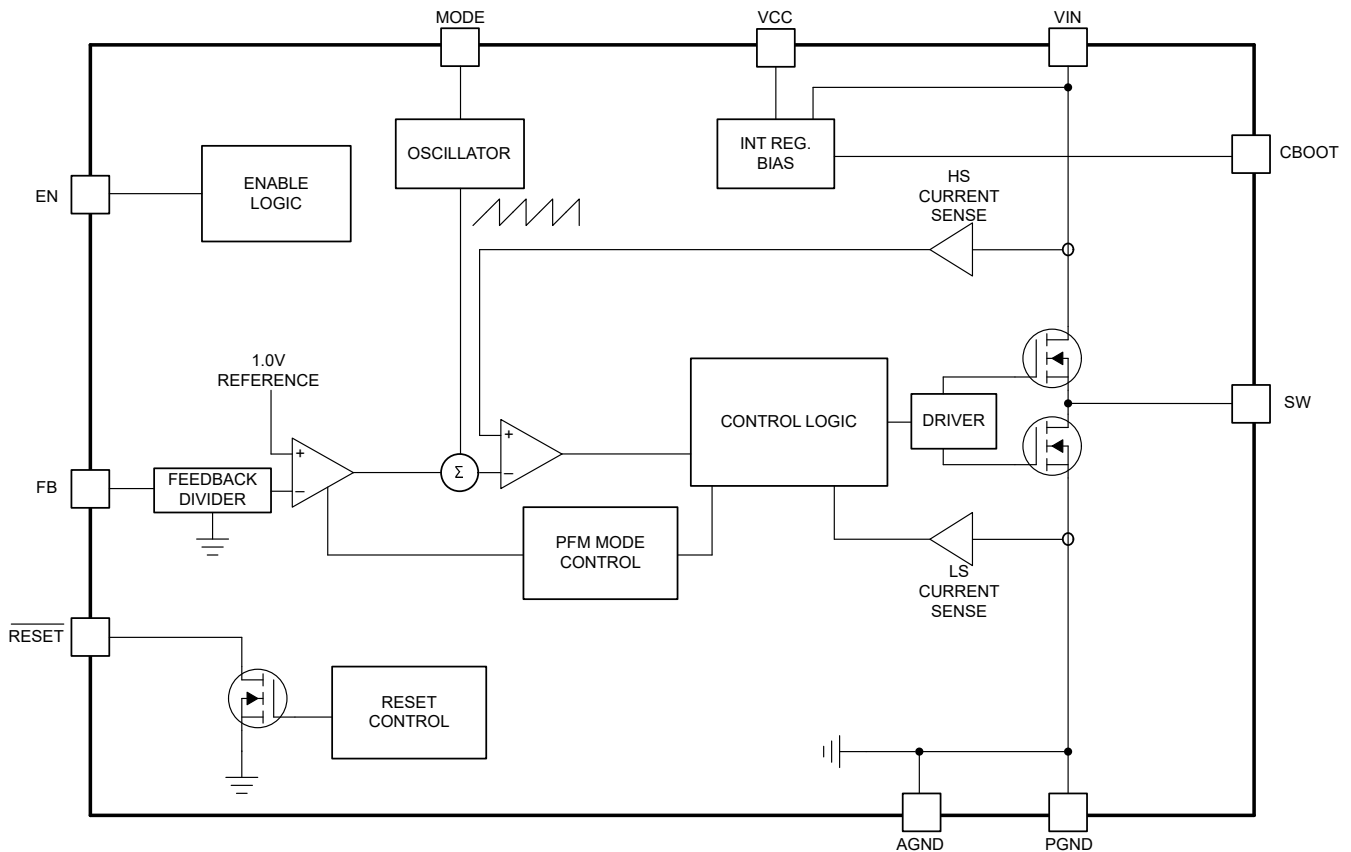 MODE
VCC
VIN
OSCILLATOR
INT REG.
BIAS
CBOOT
EN
ENABLE
LOGIC
HS
CURRENT
SENSE
1.0V
REFERENCE
CONTROL LOGIC
DRIVER
SW
+
−
+
−
Σ
FB
FEEDBACK
DIVIDER
PFM MODE
CONTROL
LS
CURRENT
SENSE
RESET
RESET
CONTROL
AGND
PGND